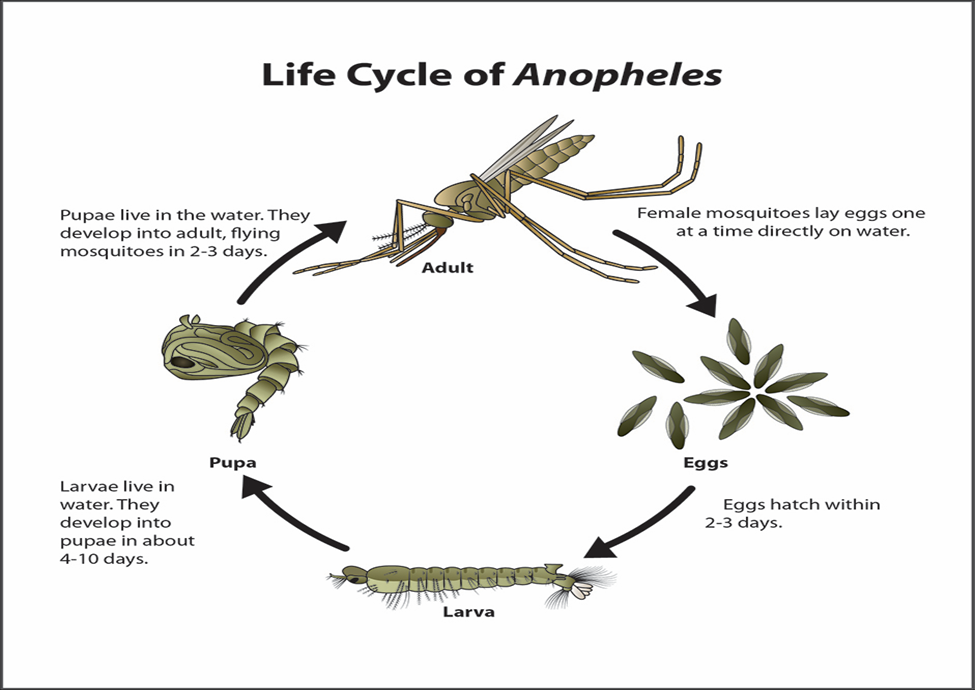 Life Cycle of Anopheles
Pupae live in the water. They
develop into adult, flying
mosquitoes in 2-3 days.
Adult
Female mosquitoes lay eggs one
at a time directly on water.
Pupa
Eggs
Larvae live in
water. They
develop into
pupae in about
4-10 days.
Eggs hatch within
2-3 days.
Larva